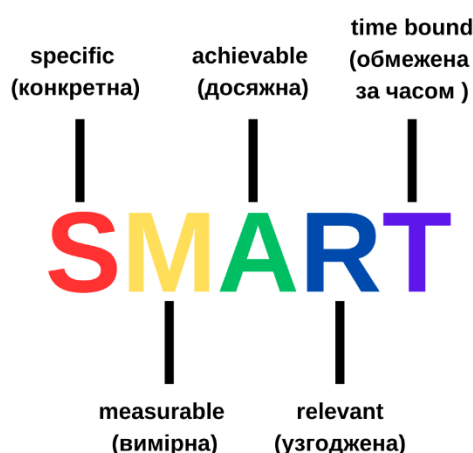 specific
(конкретна)
achievable
(досяжна)
time bound
(обмежена
за часом )
SMART
measurable
(вимірна)
relevant
(узгоджена)